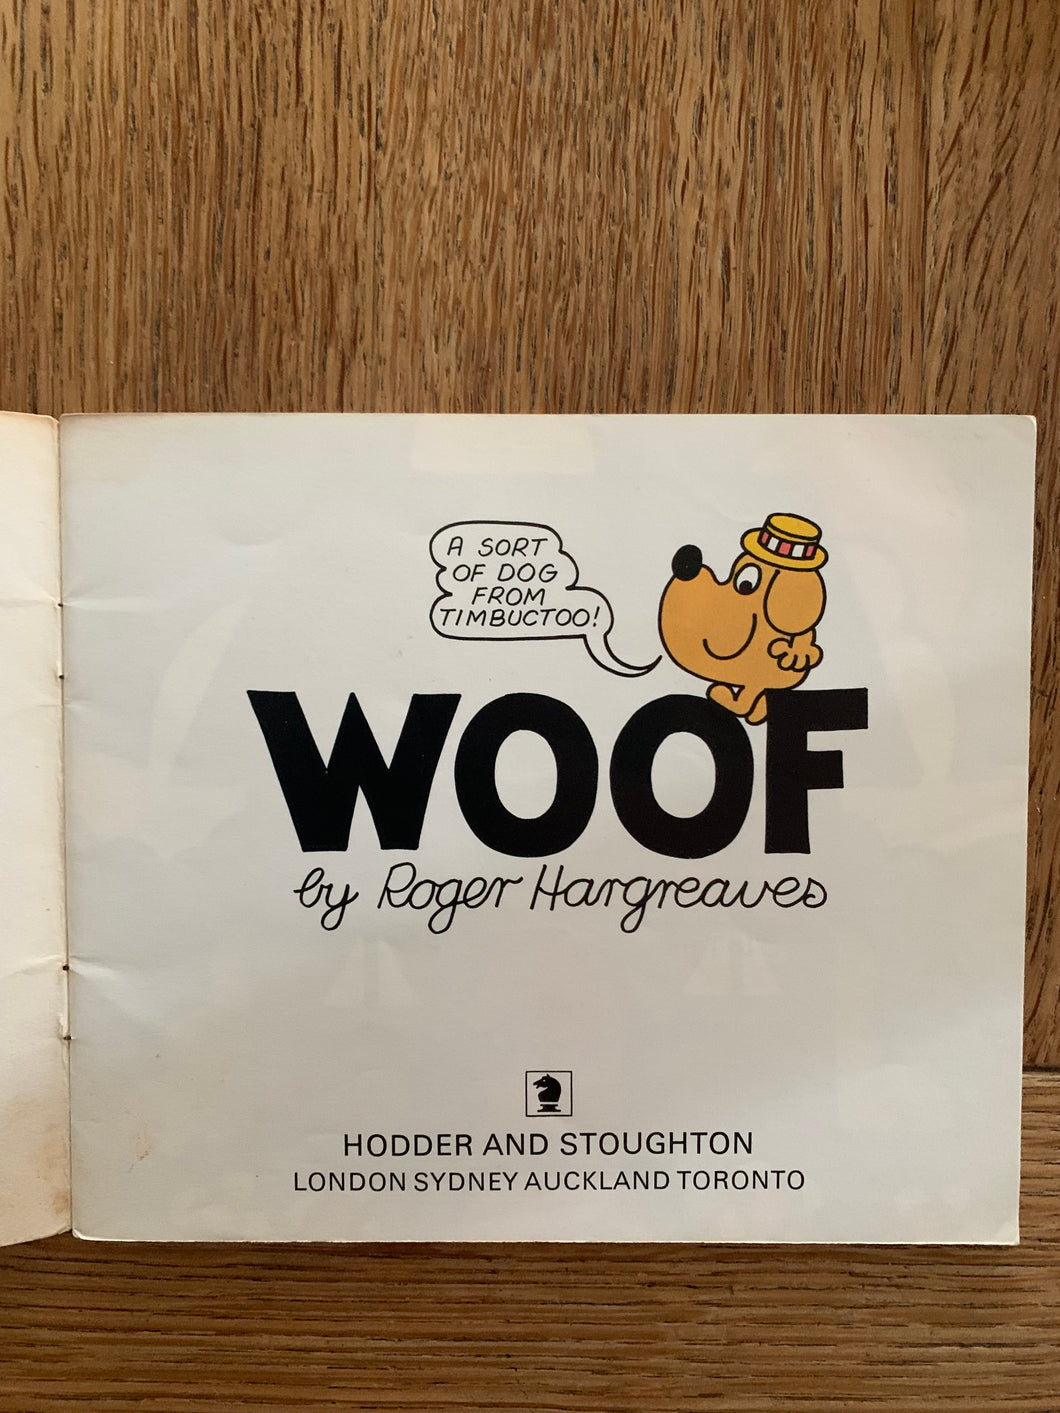 A SORT
OF DOG
FROM
TIMBUCTOO!
WOOF
by Roger Hargreaves
HODDER AND STOUGHTON
LONDON SYDNEY AUCKLAND TORONTO